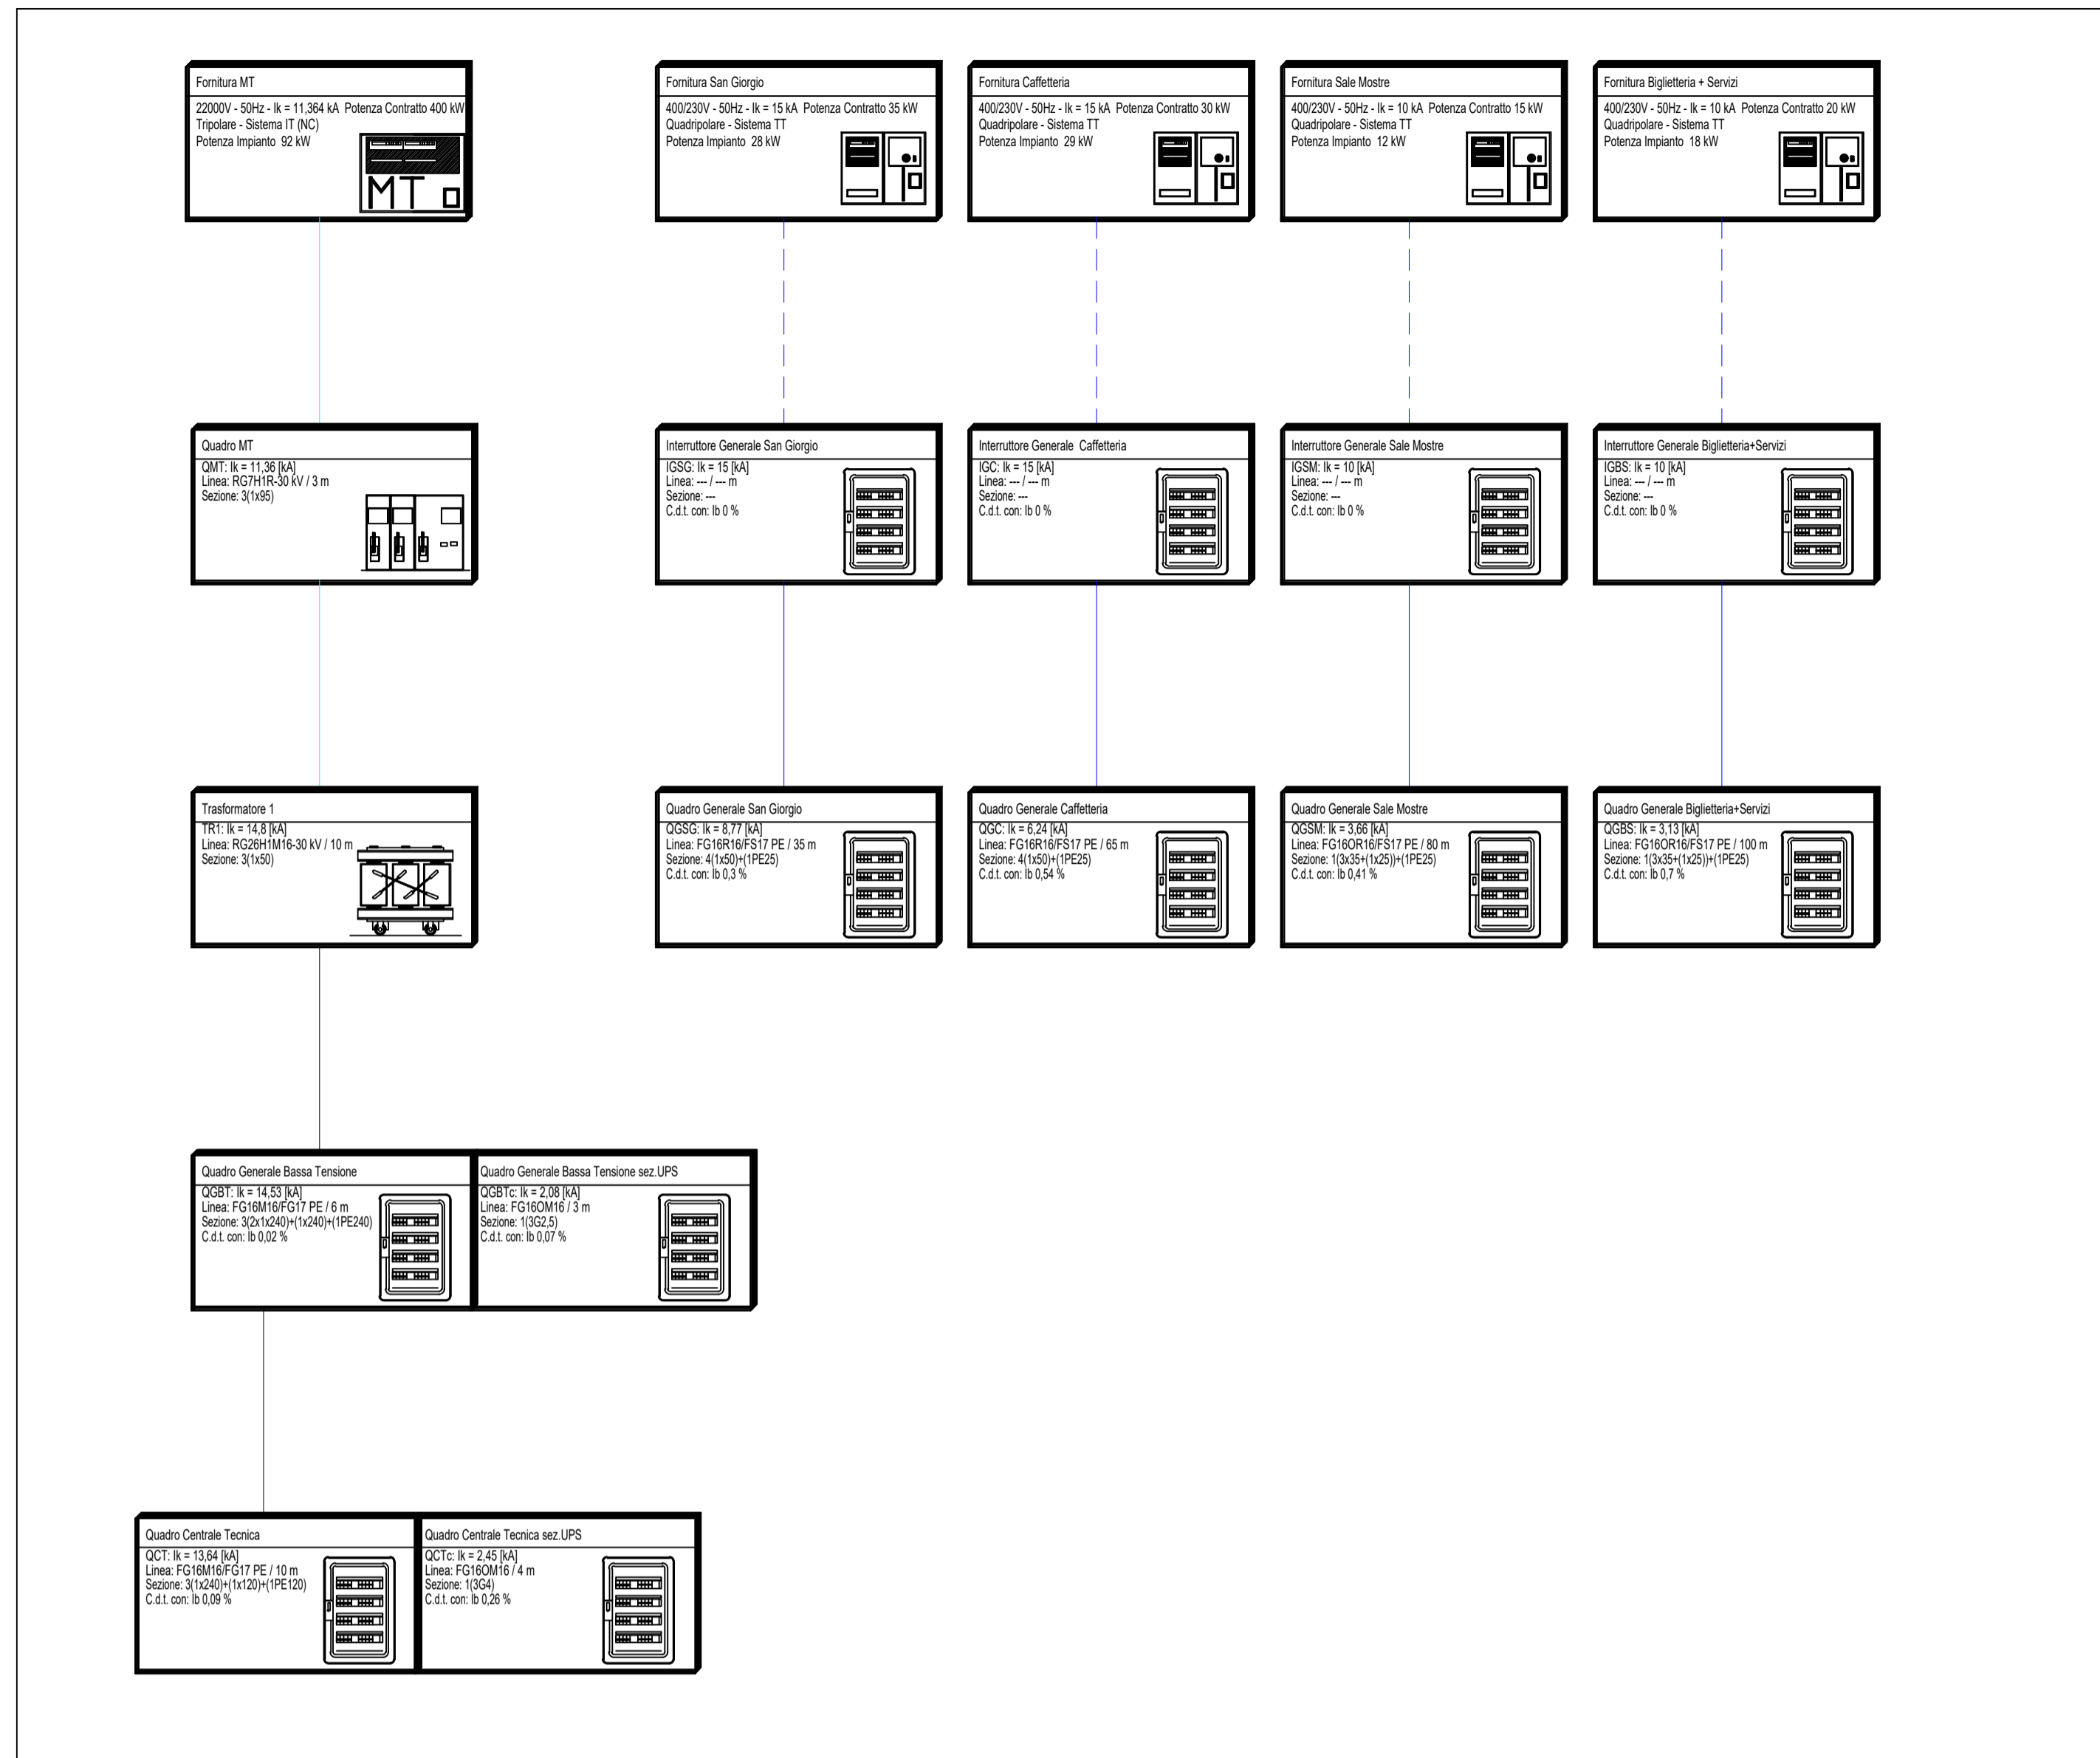 Fornitura MT
22000V - 50Hz - Ik = 11,364 kA  Potenza Contratto 400 kW
Tripolare - Sistema IT (NC)
Potenza Impianto  92 kW
MT
Fornitura San Giorgio
400/230V - 50Hz - Ik = 15 kA  Potenza Contratto 35 kW
Quadripolare - Sistema TT
Potenza Impianto  28 kW
Fornitura Caffetteria
400/230V - 50Hz - Ik = 15 kA  Potenza Contratto 30 kW
Quadripolare - Sistema TT
Potenza Impianto  29 kW
Fornitura Sale Mostre
400/230V - 50Hz - Ik = 10 kA  Potenza Contratto 15 kW
Quadripolare - Sistema TT
Potenza Impianto  12 kW
Fornitura Biglietteria + Servizi
400/230V - 50Hz - Ik = 10 kA  Potenza Contratto 20 kW
Quadripolare - Sistema TT
Potenza Impianto  18 kW
Quadro MT
QMT: Ik = 11,36 [kA]
Linea: RG7H1R-30 kV / 3 m
Sezione: 3(1x95)
Interruttore Generale San Giorgio
IGSG: Ik = 15 [kA]
Linea: --- / --- m
Sezione: ---
C.d.t. con: Ib 0 %
Interruttore Generale  Caffetteria
IGC: Ik = 15 [kA]
Linea: --- / --- m
Sezione: ---
C.d.t. con: Ib 0 %
Interruttore Generale Sale Mostre
IGSM: Ik = 10 [kA]
Linea: --- / --- m
Sezione: ---
C.d.t. con: Ib 0 %
Interruttore Generale Biglietteria+Servizi
IGBS: Ik = 10 [kA]
Linea: --- / --- m
Sezione: ---
C.d.t. con: Ib 0 %
Trasformatore 1
TR1: Ik = 14,8 [kA]
Linea: RG26H1M16-30 kV / 10 m
Sezione: 3(1x50)
Quadro Generale San Giorgio
QGSG: Ik = 8,77 [kA]
Linea: FG16R16/FS17 PE / 35 m
Sezione: 4(1x50)+(1PE25)
C.d.t. con: Ib 0,3 %
Quadro Generale Caffetteria
QGC: Ik = 6,24 [kA]
Linea: FG16R16/FS17 PE / 65 m
Sezione: 4(1x50)+(1PE25)
C.d.t. con: Ib 0,54 %
Quadro Generale Sale Mostre
QGSM: Ik = 3,66 [kA]
Linea: FG16OR16/FS17 PE / 80 m
Sezione: 1(3x35+(1x25))+(1PE25)
C.d.t. con: Ib 0,41 %
Quadro Generale Biglietteria+Servizi
QGBS: Ik = 3,13 [kA]
Linea: FG16OR16/FS17 PE / 100 m
Sezione: 1(3x35+(1x25))+(1PE25)
C.d.t. con: Ib 0,7 %
Quadro Generale Bassa Tensione
QGBT: Ik = 14,53 [kA]
Linea: FG16M16/FG17 PE / 6 m
Sezione: 3(2x1x240)+(1x240)+(1PE240)
C.d.t. con: Ib 0,02 %
Quadro Generale Bassa Tensione sez.UPS
QGBTc: Ik = 2,08 [kA]
Linea: FG16OM16 / 3 m
Sezione: 1(3G2,5)
C.d.t. con: Ib 0,07 %
Quadro Centrale Tecnica
QCT: Ik = 13,64 [kA]
Linea: FG16M16/FG17 PE / 10 m
Sezione: 3(1x240)+(1x120)+(1PE120)
C.d.t. con: Ib 0,09 %
Quadro Centrale Tecnica sez.UPS
QCTc: Ik = 2,45 [kA]
Linea: FG16OM16 / 4 m
Sezione: 1(3G4)
C.d.t. con: Ib 0,26 %